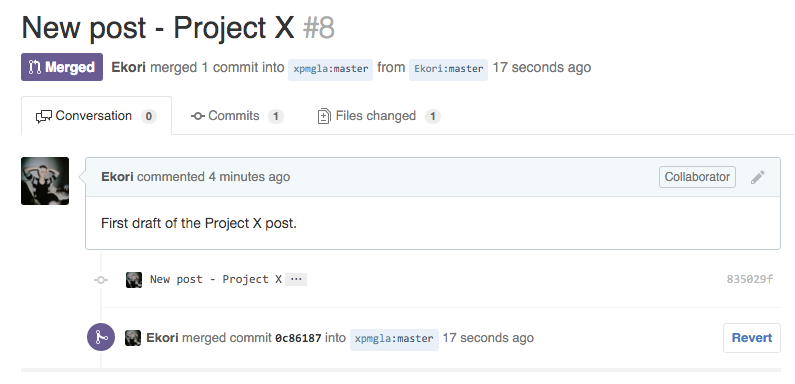 New post - Project X #8
Merged Ekori merged 1 commit into xpmgla:master from Ekori:master 17 seconds ago
Conversation 0 Commits 1 Files changed 1
Ekori commented 4 minutes ago Collaborator
First draft of the Project X post.
New post - Project X … 835029f
Ekori merged commit 0c86187 into xpmgla:master 17 seconds ago Revert